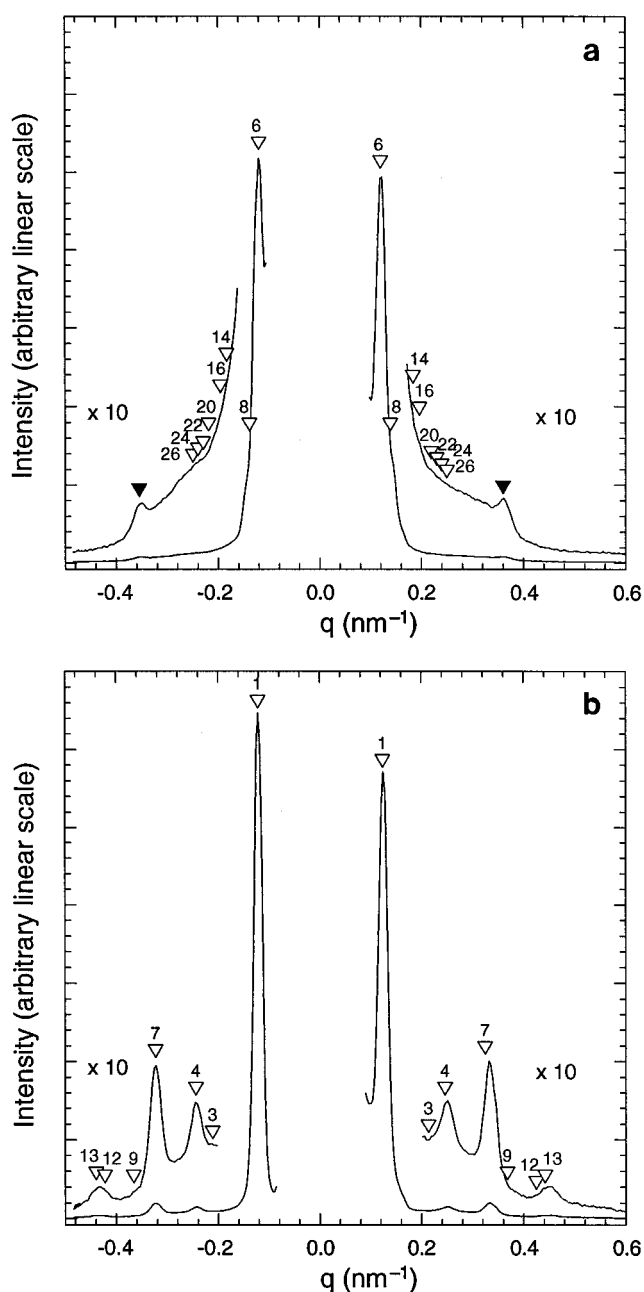 a
Intensity (arbitrary linear scale)
6 6
14 14
16 16
20 8 8 20
22 22
24 24
26 26
x 10 x 10
-0.4 -0.2 0.0 0.2 0.4 0.6
q (nm⁻¹)
b
Intensity (arbitrary linear scale)
1 1
7 7
x 10 x 10
4 4
3 3
13 12 9 9 12 13
-0.4 -0.2 0.0 0.2 0.4 0.6
q (nm⁻¹)